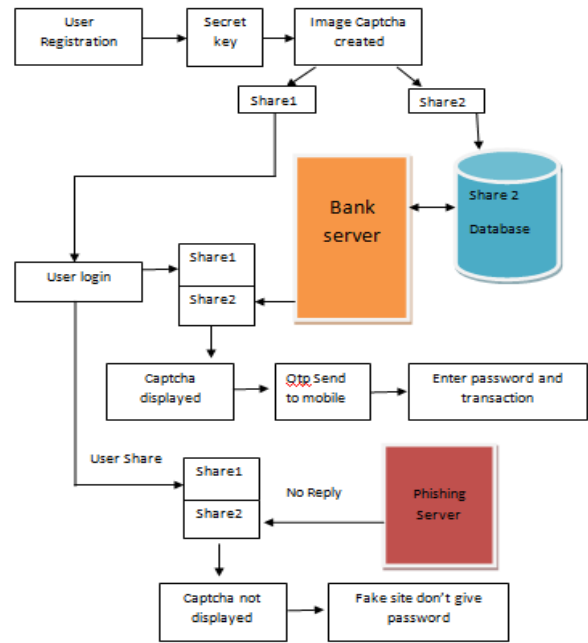 User
Registration
Secret
key
Image Captcha
created
Share1
Share2
Share 2
Database
Bank
server
User login
Share1
Share2
Captcha
displayed
Otp Send
to mobile
Enter password and
transaction
User Share
Share1
Share2
No Reply
Phishing
Server
Captcha not
displayed
Fake site don't give
password